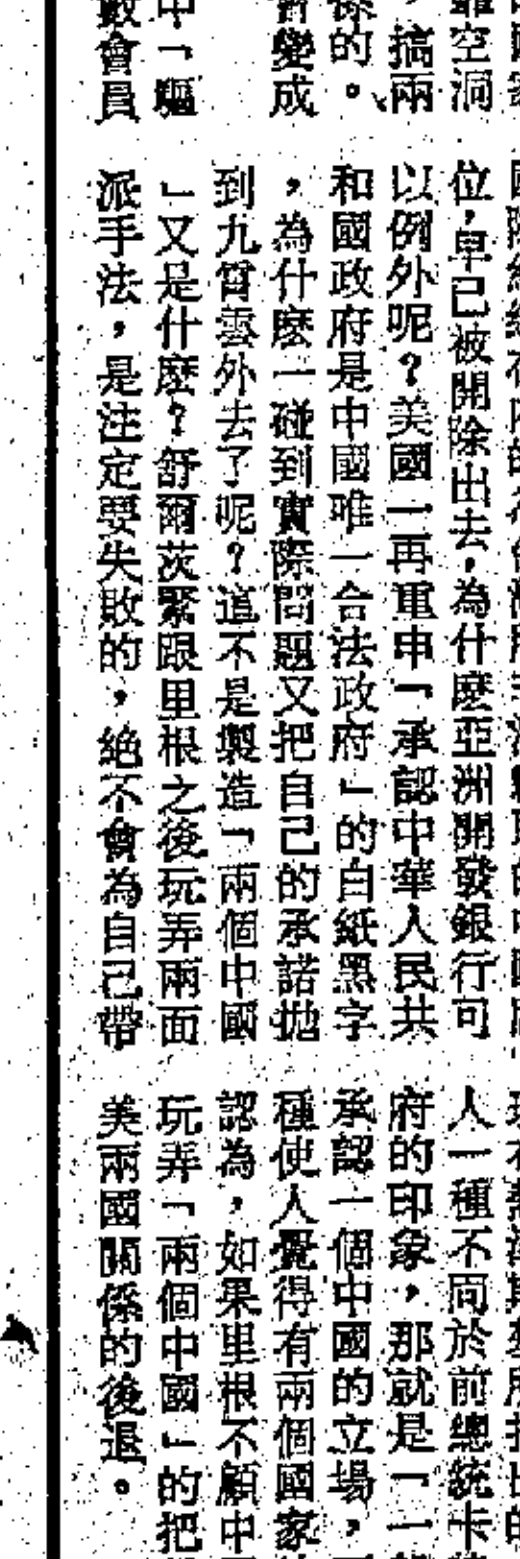 空洞
，搞兩
係的。
會變成
中「驅
數會員
位，早已被開除出去，為什麼亞洲開發銀行可
以例外呢？美國一再重申「承認中華人民共
和國政府是中國唯一合法政府」的白紙黑字
，為什麼一碰到實際問題又把自己的承諾拋
到九霄雲外去了呢？這不是製造「兩個中國
」又是什麼？舒爾茨緊跟里根之後玩弄兩面
派手法，是注定要失敗的，絕不會為自己帶
人一種不同於前總統卡
府的印象，那就是「一
承認一個中國的立場，
種使人覺得有兩個國家
認為，如果里根不顧中
玩弄「兩個中國」的把
美兩國關係的後退。